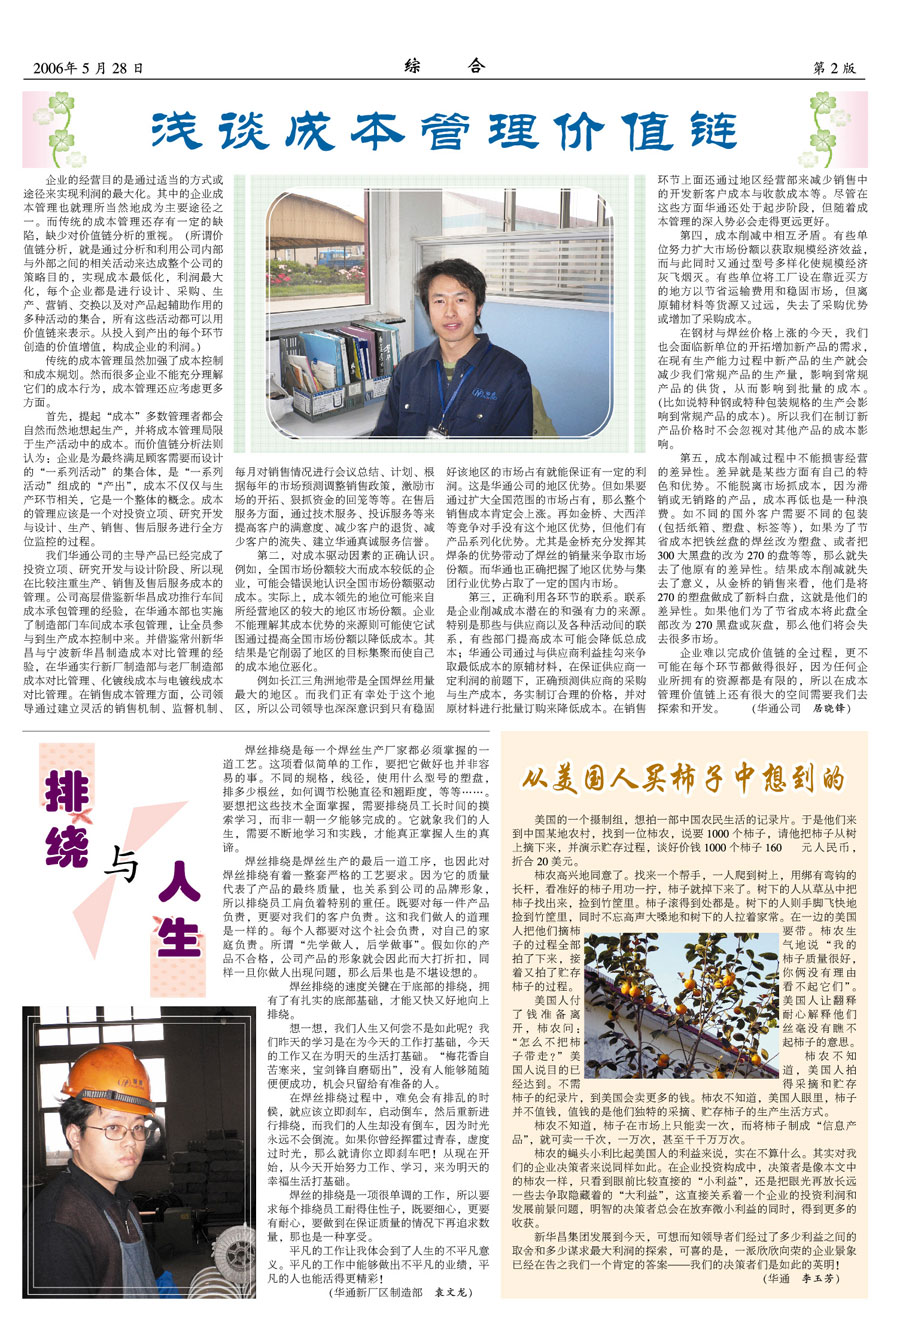 2006年 5 月 28 日
综 合
第 2 版
浅谈成本管理价值链
企业的经营目的是通过适当的方式或
途径来实现利润的最大化。其中的企业成
本管理也就理所当然地成为主要途径之
一。而传统的成本管理还存有一定的缺
陷，缺少对价值链分析的重视。（所谓价
值链分析，就是通过分析和利用公司内部
与外部之间的相关活动来达成整个公司的
策略目的，实现成本最低化，利润最大
化，每个企业都是进行设计、采购、生
产、营销、交换以及对产品起辅助作用的
多种活动的集合，所有这些活动都可以用
价值链来表示。从投入到产出的每个环节
创造的价值增值，构成企业的利润。）
传统的成本管理虽然加强了成本控制
和成本规划。然而很多企业不能充分理解
它们的成本行为，成本管理还应考虑更多
方面。
首先，提起“成本”多数管理者都会
自然而然地想起生产，并将成本管理局限
于生产活动中的成本。而价值链分析法则
认为：企业是为最终满足顾客需要而设计
的“一系列活动”的集合体，是“一系列
活动”组成的“产出”，成本不仅仅与生
产环节相关，它是一个整体的概念。成本
的管理应该是一个对投资立项、研究开发
与设计、生产、销售、售后服务进行全方
位监控的过程。
我们华通公司的主导产品已经完成了
投资立项、研究开发与设计阶段、所以现
在比较注重生产、销售及售后服务成本的
管理。公司高层借鉴新华昌成功推行车间
成本承包管理的经验，在华通本部也实施
了制造部门车间成本承包管理，让全员参
与到生产成本控制中来。并借鉴常州新华
昌与宁波新华昌制造成本对比管理的经
验，在华通实行新厂制造部与老厂制造部
成本对比管理、化镀线成本与电镀线成本
对比管理。在销售成本管理方面，公司领
导通过建立灵活的销售机制、监督机制、
每月对销售情况进行会议总结、计划、根
据每年的市场预测调整销售政策，激励市
场的开拓、狠抓资金的回笼等等。在售后
服务方面，通过技术服务、投诉服务等来
提高客户的满意度、减少客户的退货、减
少客户的流失、建立华通真诚服务信誉。
第二，对成本驱动因素的正确认识。
例如，全国市场份额较大而成本较低的企
业，可能会错误地认识全国市场份额驱动
成本。实际上，成本领先的地位可能来自
所经营地区的较大的地区市场份额。企业
不能理解其成本优势的来源则可能使它试
图通过提高全国市场份额以降低成本。其
结果是它削弱了地区的目标集聚而使自己
的成本地位恶化。
例如长江三角洲地带是全国焊丝用量
最大的地区。而我们正有幸处于这个地
区，所以公司领导也深深意识到只有稳固
好该地区的市场占有就能保证有一定的利
润。这是华通公司的地区优势。但如果要
通过扩大全国范围的市场占有，那么整个
销售成本肯定会上涨。再如金桥、大西洋
等竞争对手没有这个地区优势，但他们有
产品系列化优势。尤其是金桥充分发挥其
焊条的优势带动了焊丝的销量来争取市场
份额。而华通也正确把握了地区优势与集
团行业优势占取了一定的国内市场。
第三，正确利用各环节的联系。联系
是企业削减成本潜在的和强有力的来源。
特别是那些与供应商以及各种活动间的联
系，有些部门提高成本可能会降低总成
本；华通公司通过与供应商利益挂勾来争
取最低成本的原辅材料，在保证供应商一
定利润的前题下，正确预测供应商的采购
与生产成本，务实制订合理的价格，并对
原材料进行批量订购来降低成本。在销售
环节上面还通过地区经营部来减少销售中
的开发新客户成本与收款成本等。尽管在
这些方面华通还处于起步阶段，但随着成
本管理的深入势必会走得更远更好。
第四，成本削减中相互矛盾。有些单
位努力扩大市场份额以获取规模经济效益，
而与此同时又通过型号多样化使规模经济
灰飞烟灭。有些单位将工厂设在靠近买方
的地方以节省运输费用和稳固市场，但离
原辅材料等货源又过远，失去了采购优势
或增加了采购成本。
在钢材与焊丝价格上涨的今天，我们
也会面临新单位的开拓增加新产品的需求，
在现有生产能力过程中新产品的生产就会
减少我们常规产品的生产量，影响到常规
产品的供货，从而影响到批量的成本。
（比如说特种钢或特种包装规格的生产会影
响到常规产品的成本）。所以我们在制订新
产品价格时不会忽视对其他产品的成本影
响。
第五，成本削减过程中不能损害经营
的差异性。差异就是某些方面有自己的特
色和优势。不能脱离市场抓成本，因为滞
销或无销路的产品，成本再低也是一种浪
费。如不同的国外客户需要不同的包装
（包括纸箱、塑盘、标签等），如果为了节
省成本把铁丝盘的焊丝改为塑盘、或者把
300 大黑盘的改为 270 的盘等等，那么就失
去了他原有的差异性。结果成本削减就失
去了意义，从金桥的销售来看，他们是将
270 的塑盘做成了新料白盘，这就是他们的
差异性。如果他们为了节省成本将此盘全
部改为 270 黑盘或灰盘，那么他们将会失
去很多市场。
企业难以完成价值链的全过程，更不
可能在每个环节都做得很好，因为任何企
业所拥有的资源都是有限的，所以在成本
管理价值链上还有很大的空间需要我们去
探索和开发。 （华通公司 居晓锋）
排绕
与
人生
焊丝排绕是每一个焊丝生产厂家都必须掌握的一
道工艺。这项看似简单的工作，要把它做好也并非容
易的事。不同的规格，线径，使用什么型号的塑盘，
排多少根丝，如何调节松驰直径和翘距度，等等……。
要想把这些技术全面掌握，需要排绕员工长时间的摸
索学习，而非一朝一夕能够完成的。它就象我们的人
生，需要不断地学习和实践，才能真正掌握人生的真
谛。
焊丝排绕是焊丝生产的最后一道工序，也因此对
焊丝排绕有着一整套严格的工艺要求。因为它的质量
代表了产品的最终质量，也关系到公司的品牌形象，
所以排绕员工肩负着特别的重任。既要对每一件产品
负责，更要对我们的客户负责。这和我们做人的道理
是一样的。每个人都要对这个社会负责，对自己的家
庭负责。所谓“先学做人，后学做事”。假如你的产
品不合格，公司产品的形象就会因此而大打折扣，同
样一旦你做人出现问题，那么后果也是不堪设想的。
焊丝排绕的速度关键在于底部的排绕，拥
有了有扎实的底部基础，才能又快又好地向上
排绕。
想一想，我们人生又何尝不是如此呢？我
们昨天的学习是在为今天的工作打基础，今天
的工作又在为明天的生活打基础。“梅花香自
苦寒来，宝剑锋自磨砺出”，没有人能够随随
便便成功，机会只留给有准备的人。
在焊丝排绕过程中，难免会有排乱的时
候，就应该立即刹车，启动倒车，然后重新进
行排绕，而我们的人生却没有倒车，因为时光
永远不会倒流。如果你曾经挥霍过青春，虚度
过时光，那么就请你立即刹车吧！从现在开
始，从今天开始努力工作、学习，来为明天的
幸福生活打基础。
焊丝的排绕是一项很单调的工作，所以要
求每个排绕员工耐得住性子，既要细心，更要
有耐心，要做到在保证质量的情况下再追求数
量，那也是一种享受。
平凡的工作让我体会到了人生的不平凡意
义。平凡的工作中能够做出不平凡的业绩，平
凡的人也能活得更精彩！
（华通新厂区制造部 袁文龙）
从美国人买柿子中想到的
美国的一个摄制组，想拍一部中国农民生活的记录片。于是他们来
到中国某地农村，找到一位柿农，说要 1000 个柿子，请他把柿子从树
上摘下来，并演示贮存过程，谈好价钱 1000 个柿子 160 元人民币，
折合 20 美元。
柿农高兴地同意了。找来一个帮手，一人爬到树上，用绑有弯钩的
长杆，看准好的柿子用功一拧，柿子就掉下来了。树下的人从草丛中把
柿子找出来，捡到竹筐里。柿子滚得到处都是。树下的人则手脚飞快地
捡到竹筐里，同时不忘高声大嗓地和树下的人拉着家常。在一边的美国
人把他们摘柿
子的过程全部
拍了下来，接
着又拍了贮存
柿子的过程。
美国人付
了钱准备离
开，柿农问：
“怎么不把柿
子带走？”美
国人说目的已
经达到。不需
要带。柿农生
气地说“我的
柿子质量很好，
你俩没有理由
看不起它们”。
美国人让翻释
耐心解释他们
丝毫没有瞧不
起柿子的意思。
柿农不知
道，美国人拍
得采摘和贮存
柿子的纪录片，到美国会卖更多的钱。柿农不知道，美国人眼里，柿子
并不值钱，值钱的是他们独特的采摘、贮存柿子的生产生活方式。
柿农不知道，柿子在市场上只能卖一次，而将柿子制成“信息产
品”，就可卖一千次，一万次，甚至千千万万次。
柿农的蝇头小利比起美国人的利益来说，实在不算什么。其实对我
们的企业决策者来说同样如此。在企业投资构成中，决策者是像本文中
的柿农一样，只看到眼前比较直接的“小利益”，还是把眼光再放长远
一些去争取隐藏着的“大利益”，这直接关系着一个企业的投资利润和
发展前景问题，明智的决策者总会在放弃微小利益的同时，得到更多的
收获。
新华昌集团发展到今天，可想而知领导者们经过了多少利益之间的
取舍和多少谋求最大利润的探索，可喜的是，一派欣欣向荣的企业景象
已经在告之我们一个肯定的答案——我们的决策者们是如此的英明！
（华通 李玉芳）